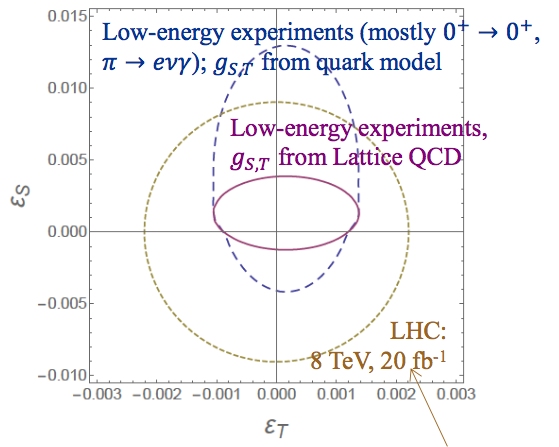 Low-energy experiments (mostly 0⁺ → 0⁺,
π → eνγ); g_{S,T} from quark model
Low-energy experiments,
g_{S,T} from Lattice QCD
LHC:
8 TeV, 20 fb⁻¹
0.015
0.010
0.005
0.000
−0.005
−0.010
ε_S
−0.003 −0.002 −0.001 0.000 0.001 0.002 0.003
ε_T